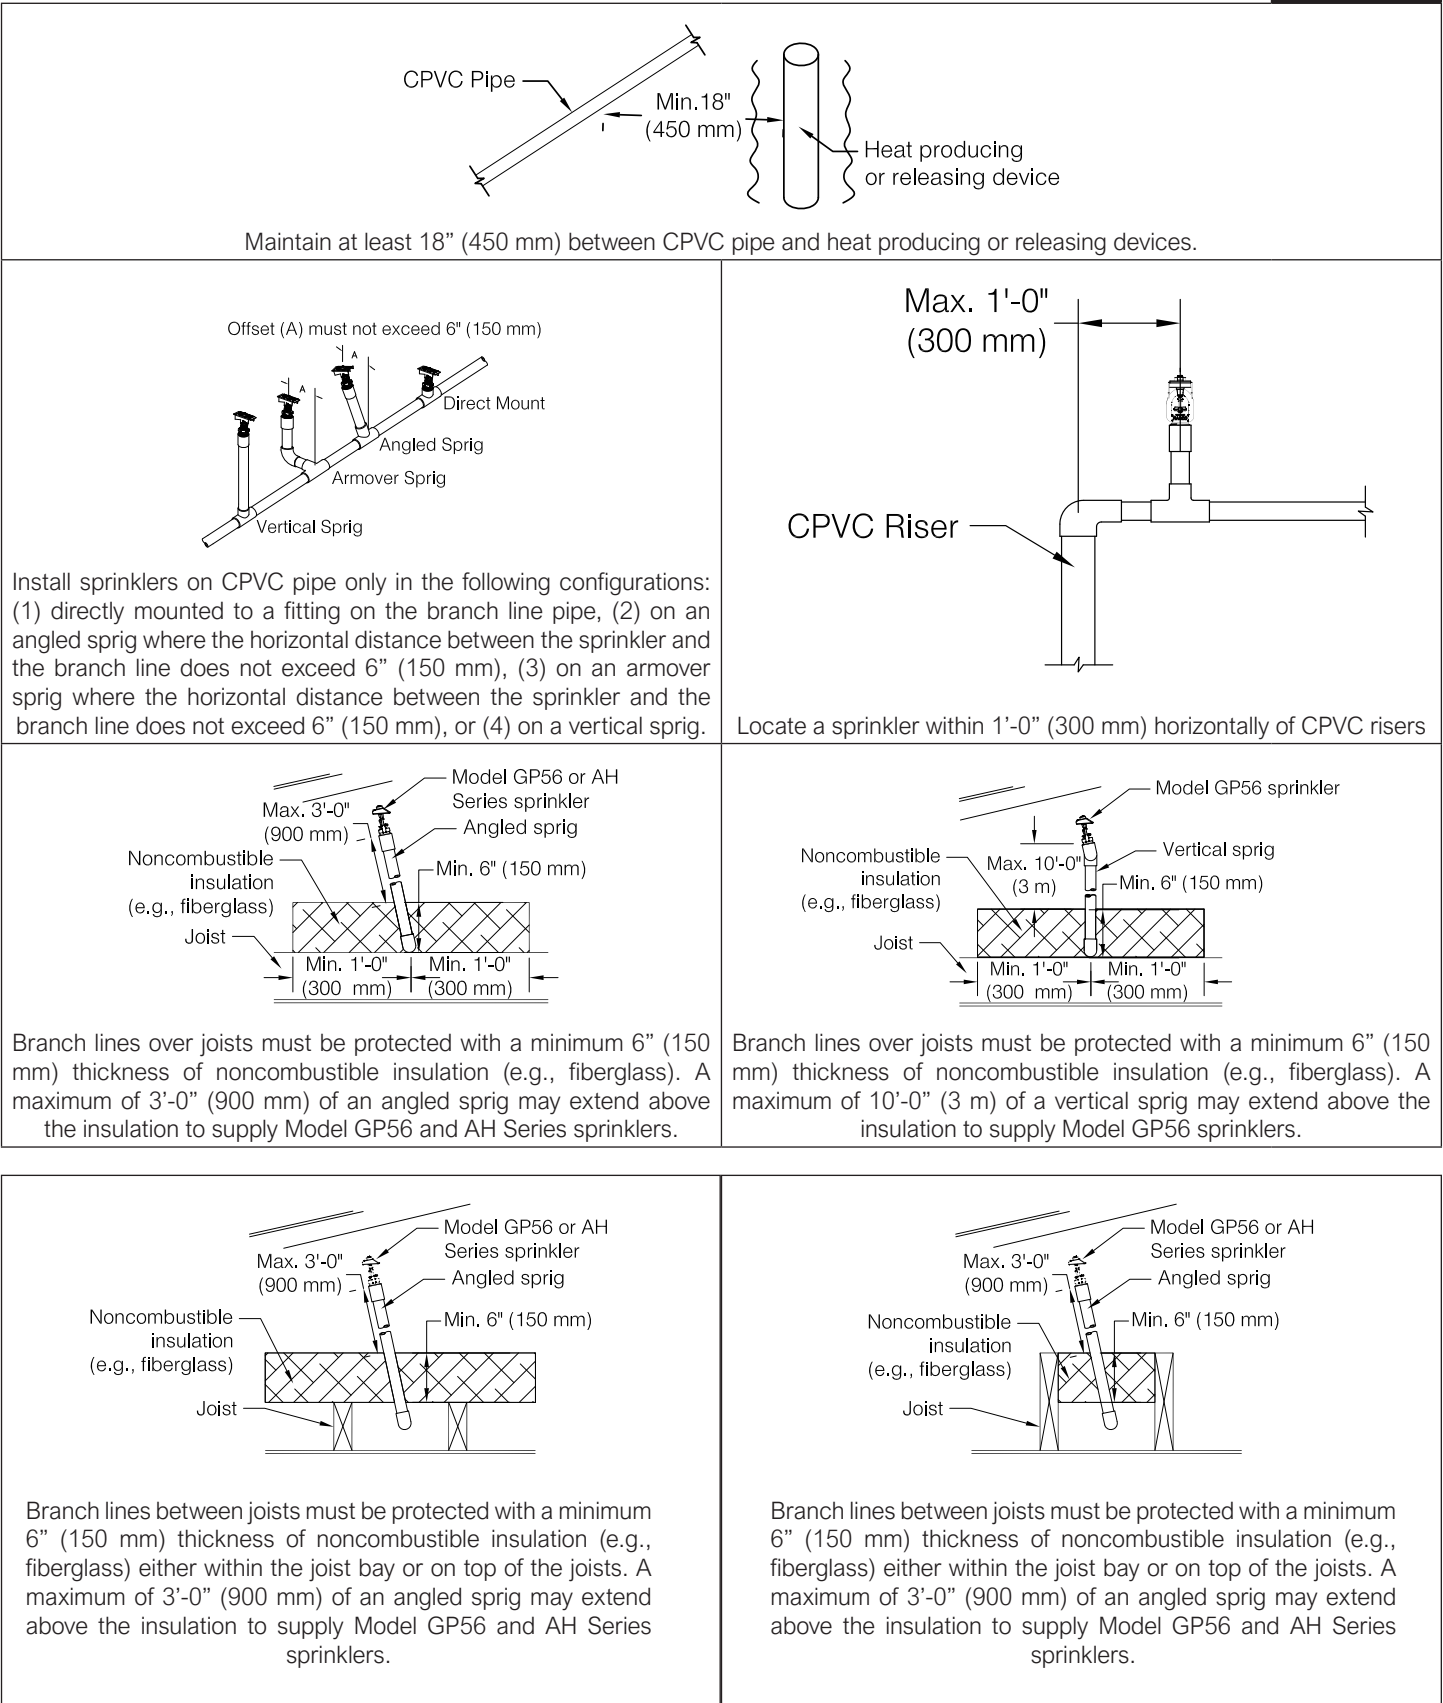 CPVC Pipe
Min.18"
(450 mm)
Heat producing
or releasing device
Maintain at least 18” (450 mm) between CPVC pipe and heat producing or releasing devices.
Offset (A) must not exceed 6" (150 mm)
A
A
Direct Mount
Angled Sprig
Armover Sprig
Vertical Sprig
Install sprinklers on CPVC pipe only in the following configurations:
(1) directly mounted to a fitting on the branch line pipe, (2) on an
angled sprig where the horizontal distance between the sprinkler and
the branch line does not exceed 6” (150 mm), (3) on an armover
sprig where the horizontal distance between the sprinkler and the
branch line does not exceed 6” (150 mm), or (4) on a vertical sprig.
Max. 1'-0"
(300 mm)
CPVC Riser
Locate a sprinkler within 1’-0” (300 mm) horizontally of CPVC risers
Model GP56 or AH
Series sprinkler
Max. 3'-0"
(900 mm)
Angled sprig
Noncombustible
insulation
(e.g., fiberglass)
Min. 6" (150 mm)
Joist
Min. 1'-0"
(300 mm)
Min. 1'-0"
(300 mm)
Branch lines over joists must be protected with a minimum 6” (150
mm) thickness of noncombustible insulation (e.g., fiberglass). A
maximum of 3’-0” (900 mm) of an angled sprig may extend above
the insulation to supply Model GP56 and AH Series sprinklers.
Model GP56 sprinkler
Noncombustible
insulation
(e.g., fiberglass)
Max. 10'-0"
(3 m)
Vertical sprig
Min. 6" (150 mm)
Joist
Min. 1'-0"
(300 mm)
Min. 1'-0"
(300 mm)
Branch lines over joists must be protected with a minimum 6” (150
mm) thickness of noncombustible insulation (e.g., fiberglass). A
maximum of 10’-0” (3 m) of a vertical sprig may extend above the
insulation to supply Model GP56 sprinklers.
Model GP56 or AH
Series sprinkler
Max. 3'-0"
(900 mm)
Angled sprig
Noncombustible
insulation
(e.g., fiberglass)
Min. 6" (150 mm)
Joist
Branch lines between joists must be protected with a minimum
6” (150 mm) thickness of noncombustible insulation (e.g.,
fiberglass) either within the joist bay or on top of the joists. A
maximum of 3’-0” (900 mm) of an angled sprig may extend
above the insulation to supply Model GP56 and AH Series
sprinklers.
Model GP56 or AH
Series sprinkler
Max. 3'-0"
(900 mm)
Angled sprig
Noncombustible
insulation
(e.g., fiberglass)
Min. 6" (150 mm)
Joist
Branch lines between joists must be protected with a minimum
6” (150 mm) thickness of noncombustible insulation (e.g.,
fiberglass) either within the joist bay or on top of the joists. A
maximum of 3’-0” (900 mm) of an angled sprig may extend
above the insulation to supply Model GP56 and AH Series
sprinklers.